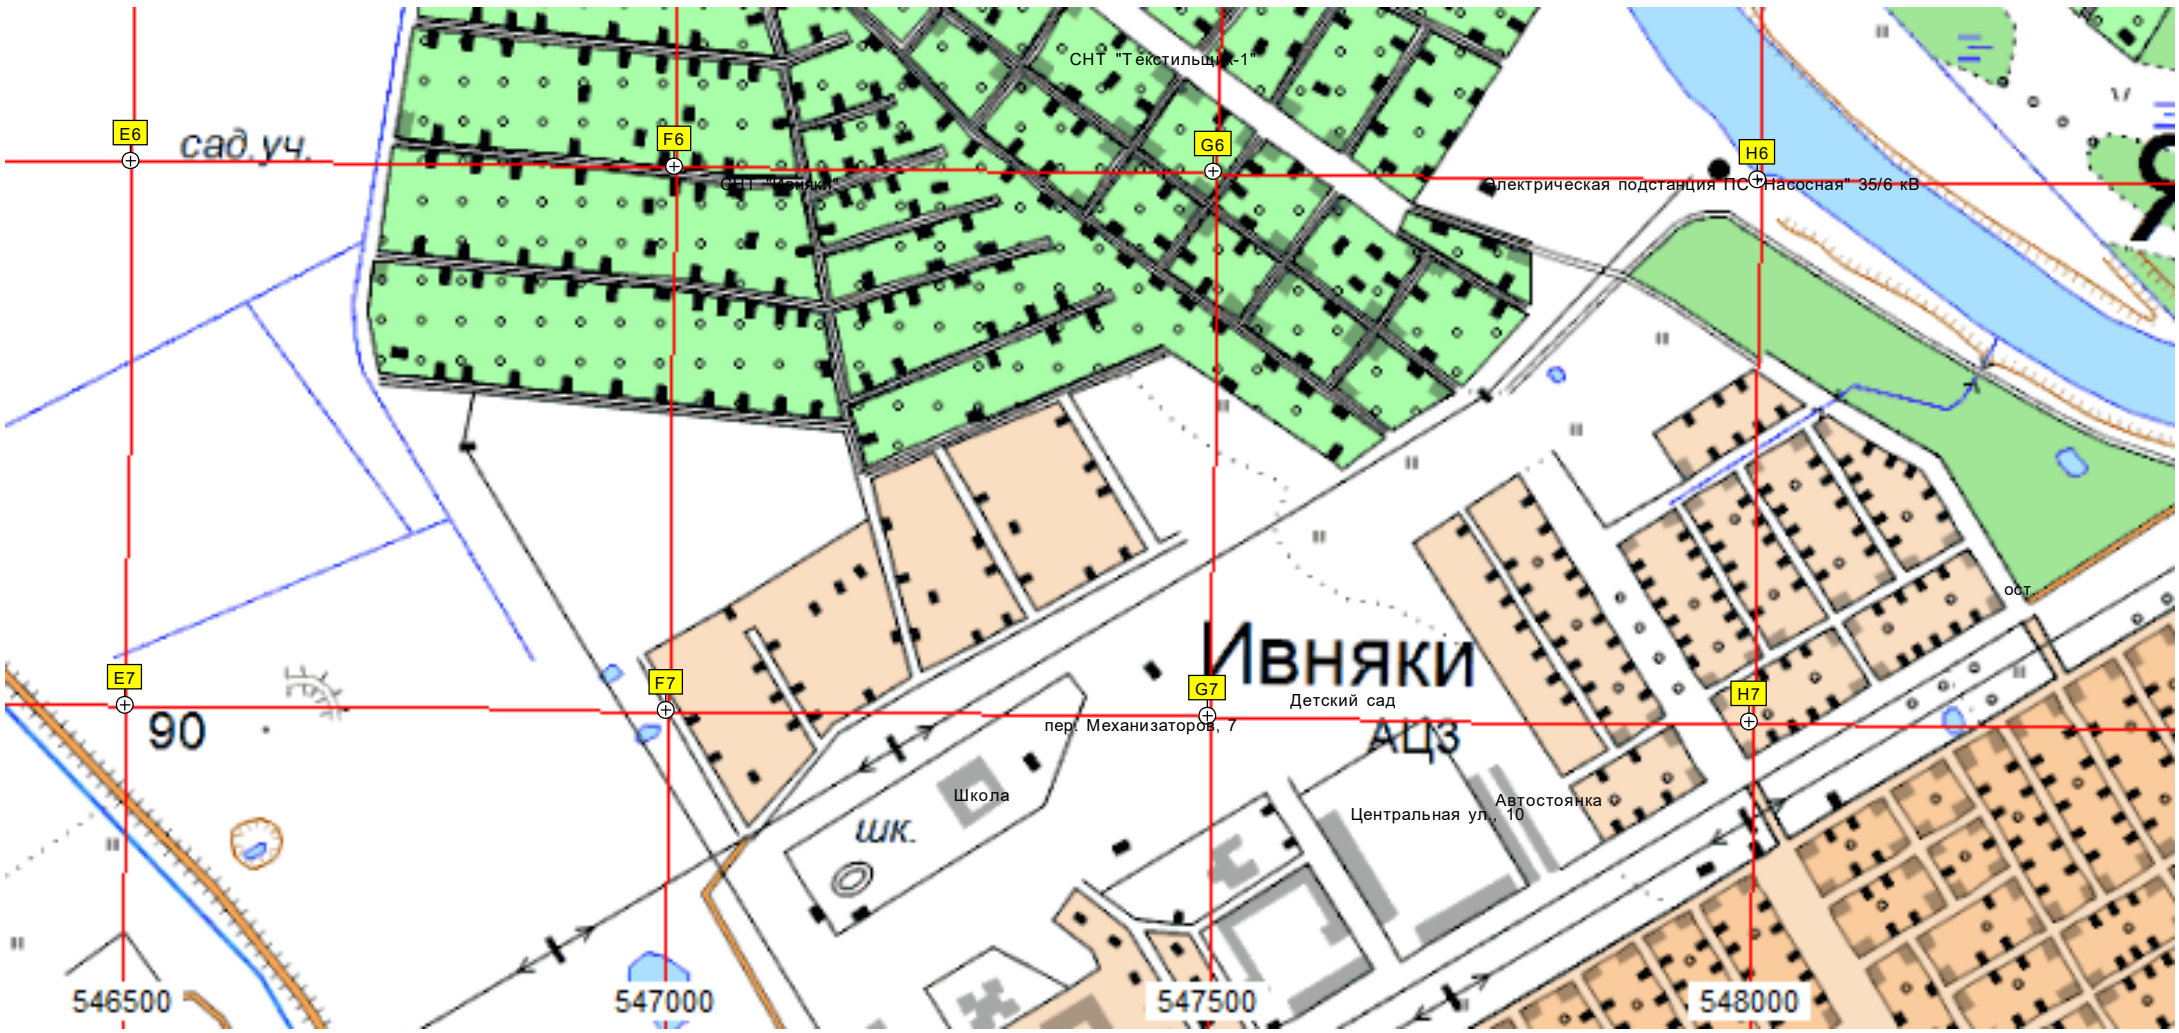 СНТ "Текстильщик-1"
E6
сад.уч.
F6
G6
H6
СНТ "Ивняки"
Электрическая подстанция ПС "Насосная" 35/6 кВ
ост.
Ивняки
E7
F7
G7
H7
Детский сад
90
пер. Механизаторов, 7
АЦЗ
Школа
Автостоянка
Центральная ул., 10
шк.
546500
547000
547500
548000